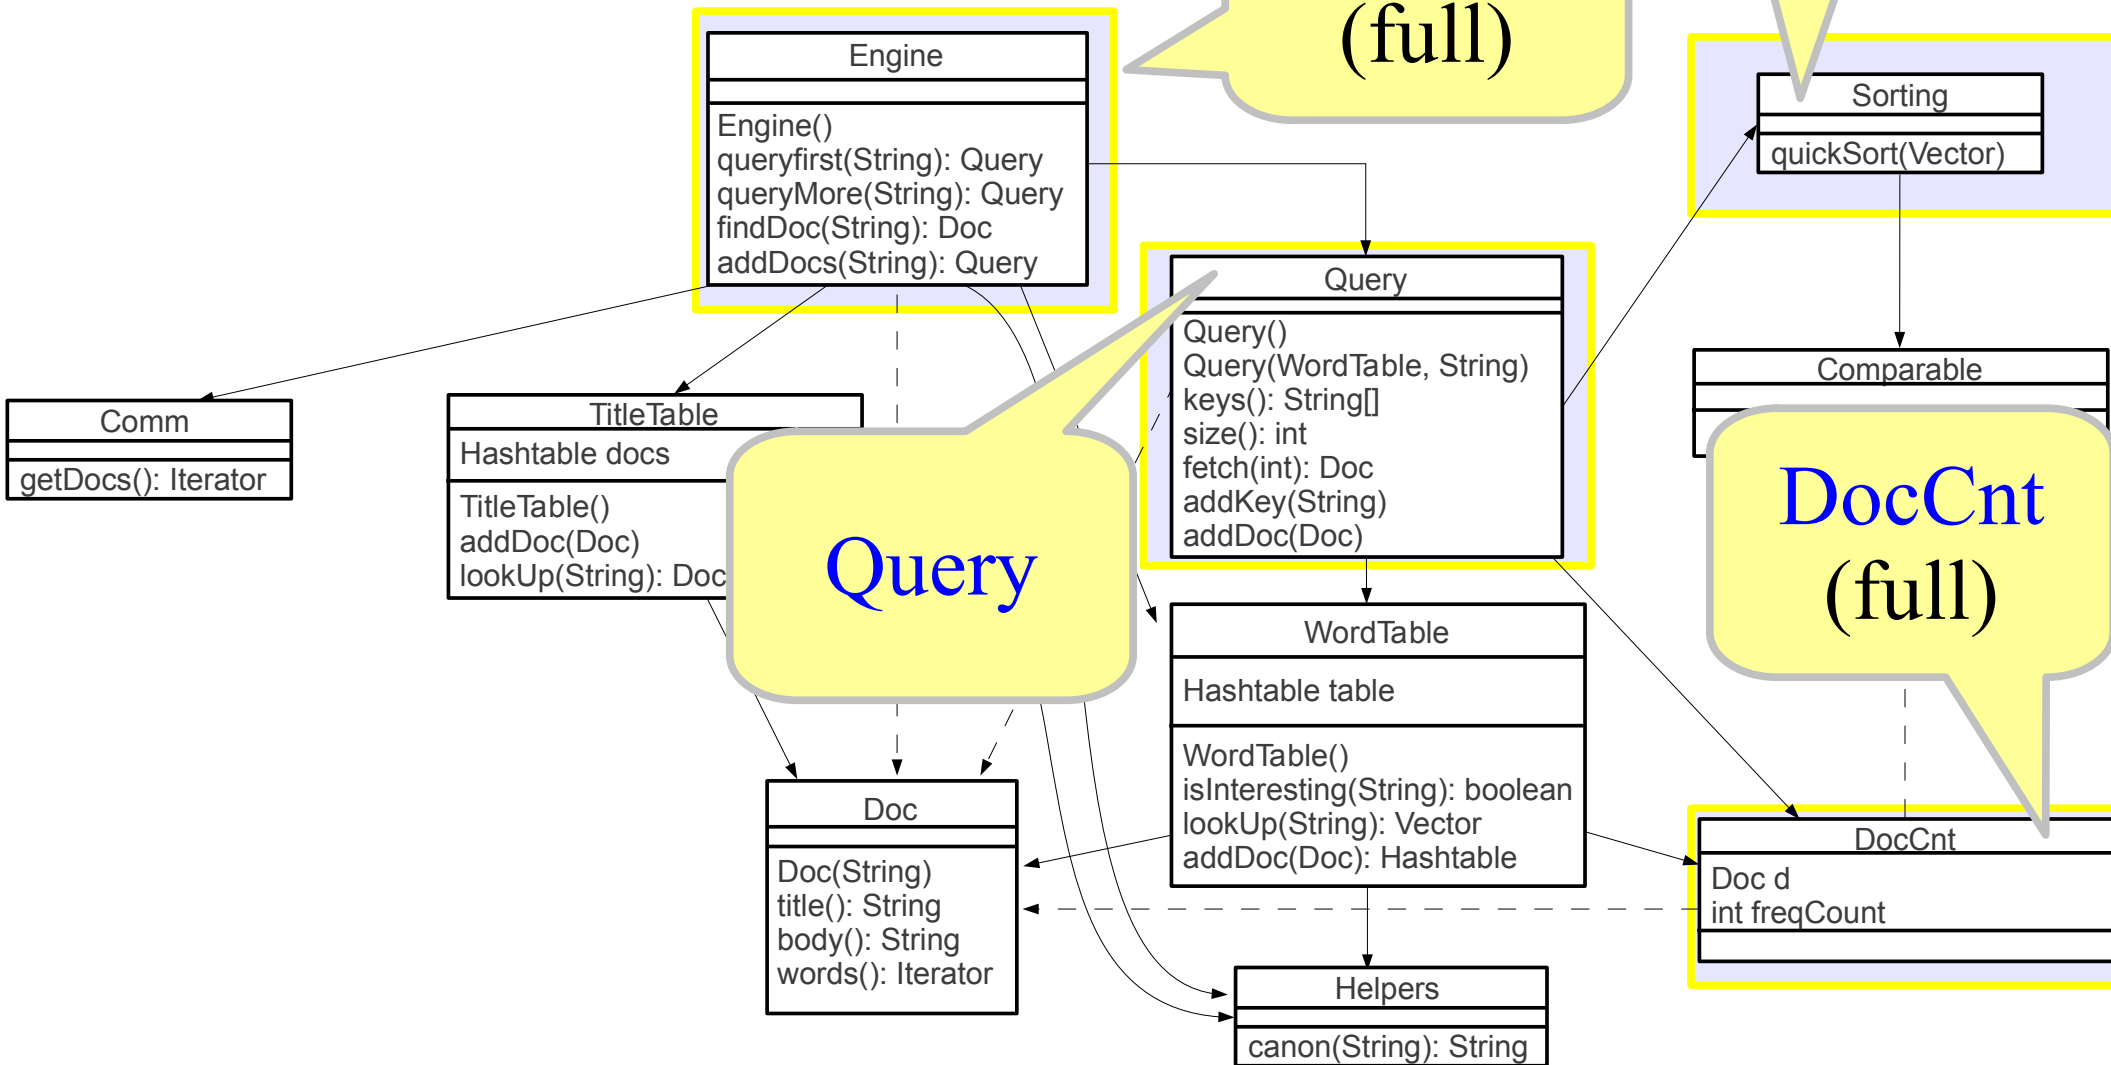 (full)
Engine
Engine()
queryfirst(String): Query
queryMore(String): Query
findDoc(String): Doc
addDocs(String): Query
Sorting
quickSort(Vector)
Query
Query()
Query(WordTable, String)
keys(): String[]
size(): int
fetch(int): Doc
addKey(String)
addDoc(Doc)
Comparable
Comm
getDocs(): Iterator
TitleTable
Hashtable docs
TitleTable()
addDoc(Doc)
lookUp(String): Doc
Query
DocCnt
(full)
WordTable
Hashtable table
WordTable()
isInteresting(String): boolean
lookUp(String): Vector
addDoc(Doc): Hashtable
Doc
Doc(String)
title(): String
body(): String
words(): Iterator
DocCnt
Doc d
int freqCount
Helpers
canon(String): String